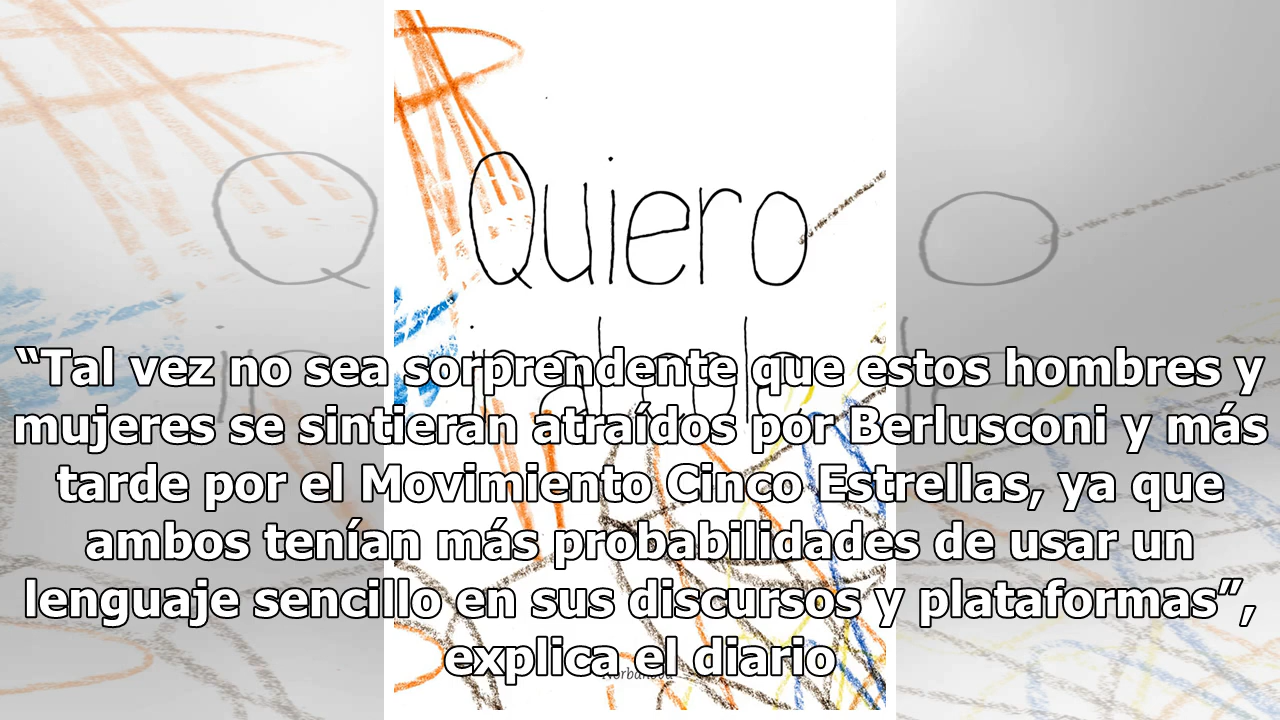 Quiero
“Tal vez no sea sorprendente que estos hombres y
mujeres se sintieran atraídos por Berlusconi y más
tarde por el Movimiento Cinco Estrellas, ya que
ambos tenían más probabilidades de usar un
lenguaje sencillo en sus discursos y plataformas”,
explica el diario